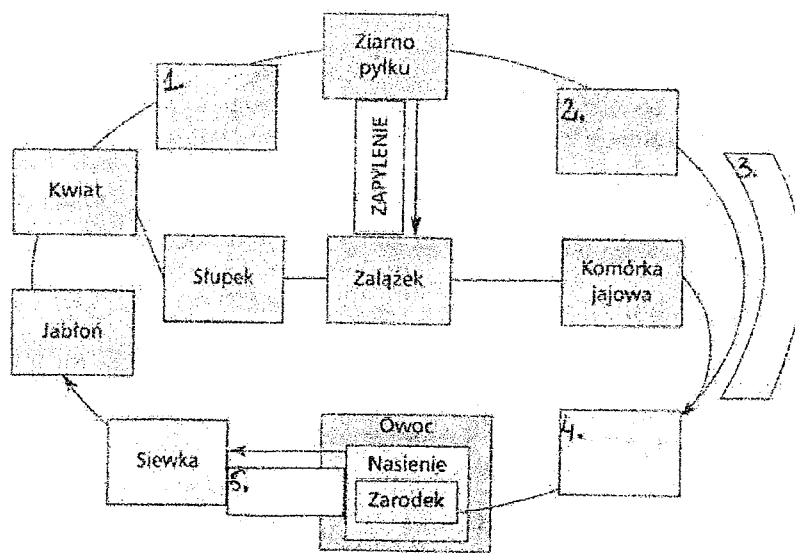 Ziarno
pyłku
1.
2.
ZAPYLENIE
3.
Kwiat
Słupek
Zalążek
Komórka
jajowa
Jabłoń
4.
Owoc
Siewka
5.
Nasienie
Zarodek